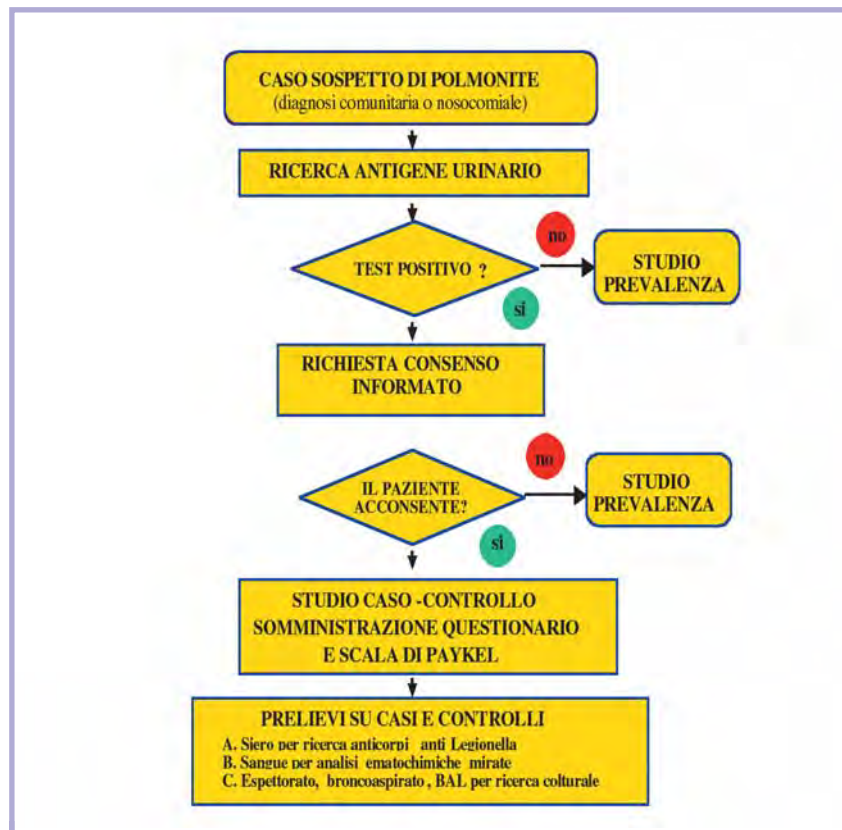 CASO SOSPETTO DI POLMONITE
(diagnosi comunitaria o nosocomiale)
RICERCA ANTIGENE URINARIO
TEST POSITIVO ?
no
STUDIO
PREVALENZA
si
RICHIESTA CONSENSO
INFORMATO
IL PAZIENTE
ACCONSENTE?
no
STUDIO
PREVALENZA
si
STUDIO CASO -CONTROLLO
SOMMINISTRAZIONE QUESTIONARIO
E SCALA DI PAYKEL
PRELIEVI SU CASI E CONTROLLI
A. Siero per ricerca anticorpi anti Legionella
B. Sangue per analisi ematochimiche mirate
C. Espettorato, broncoaspirato , BAL per ricerca colturale